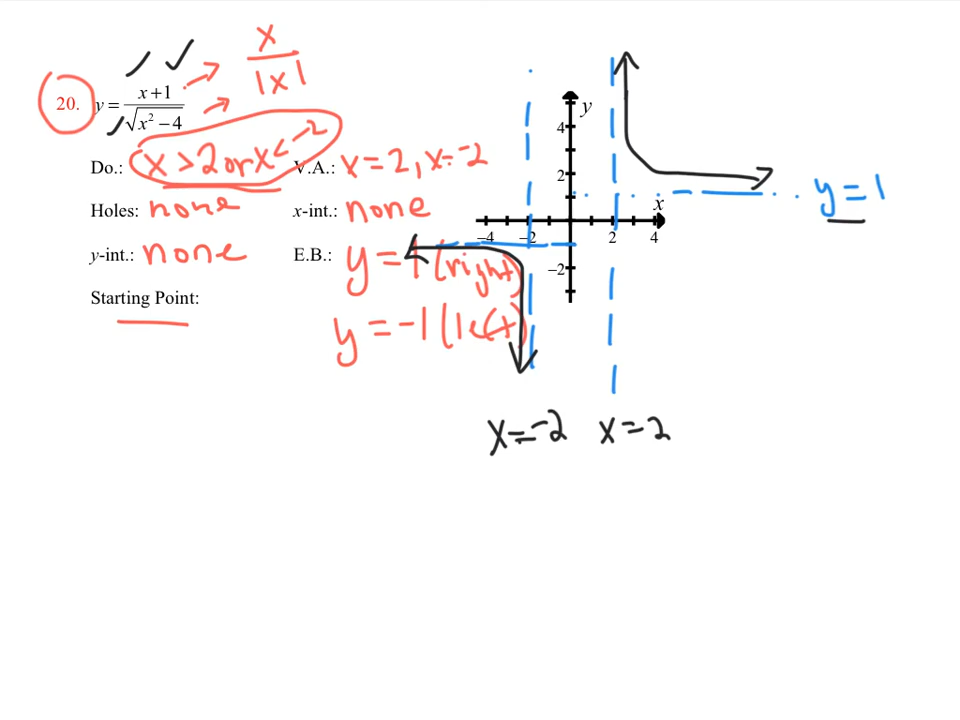 x
|x|
20. y = x+1
√x² − 4
Do.: x > 2 or x < −2 V.A.: x = 2, x = −2
Holes: none x-int.: none
y-int.: none E.B.: y = 1 (right)
Starting Point:
y = −1 (left)
y
4
2
−4 −2 2 4
x
−2
y = 1
x = −2 x = 2